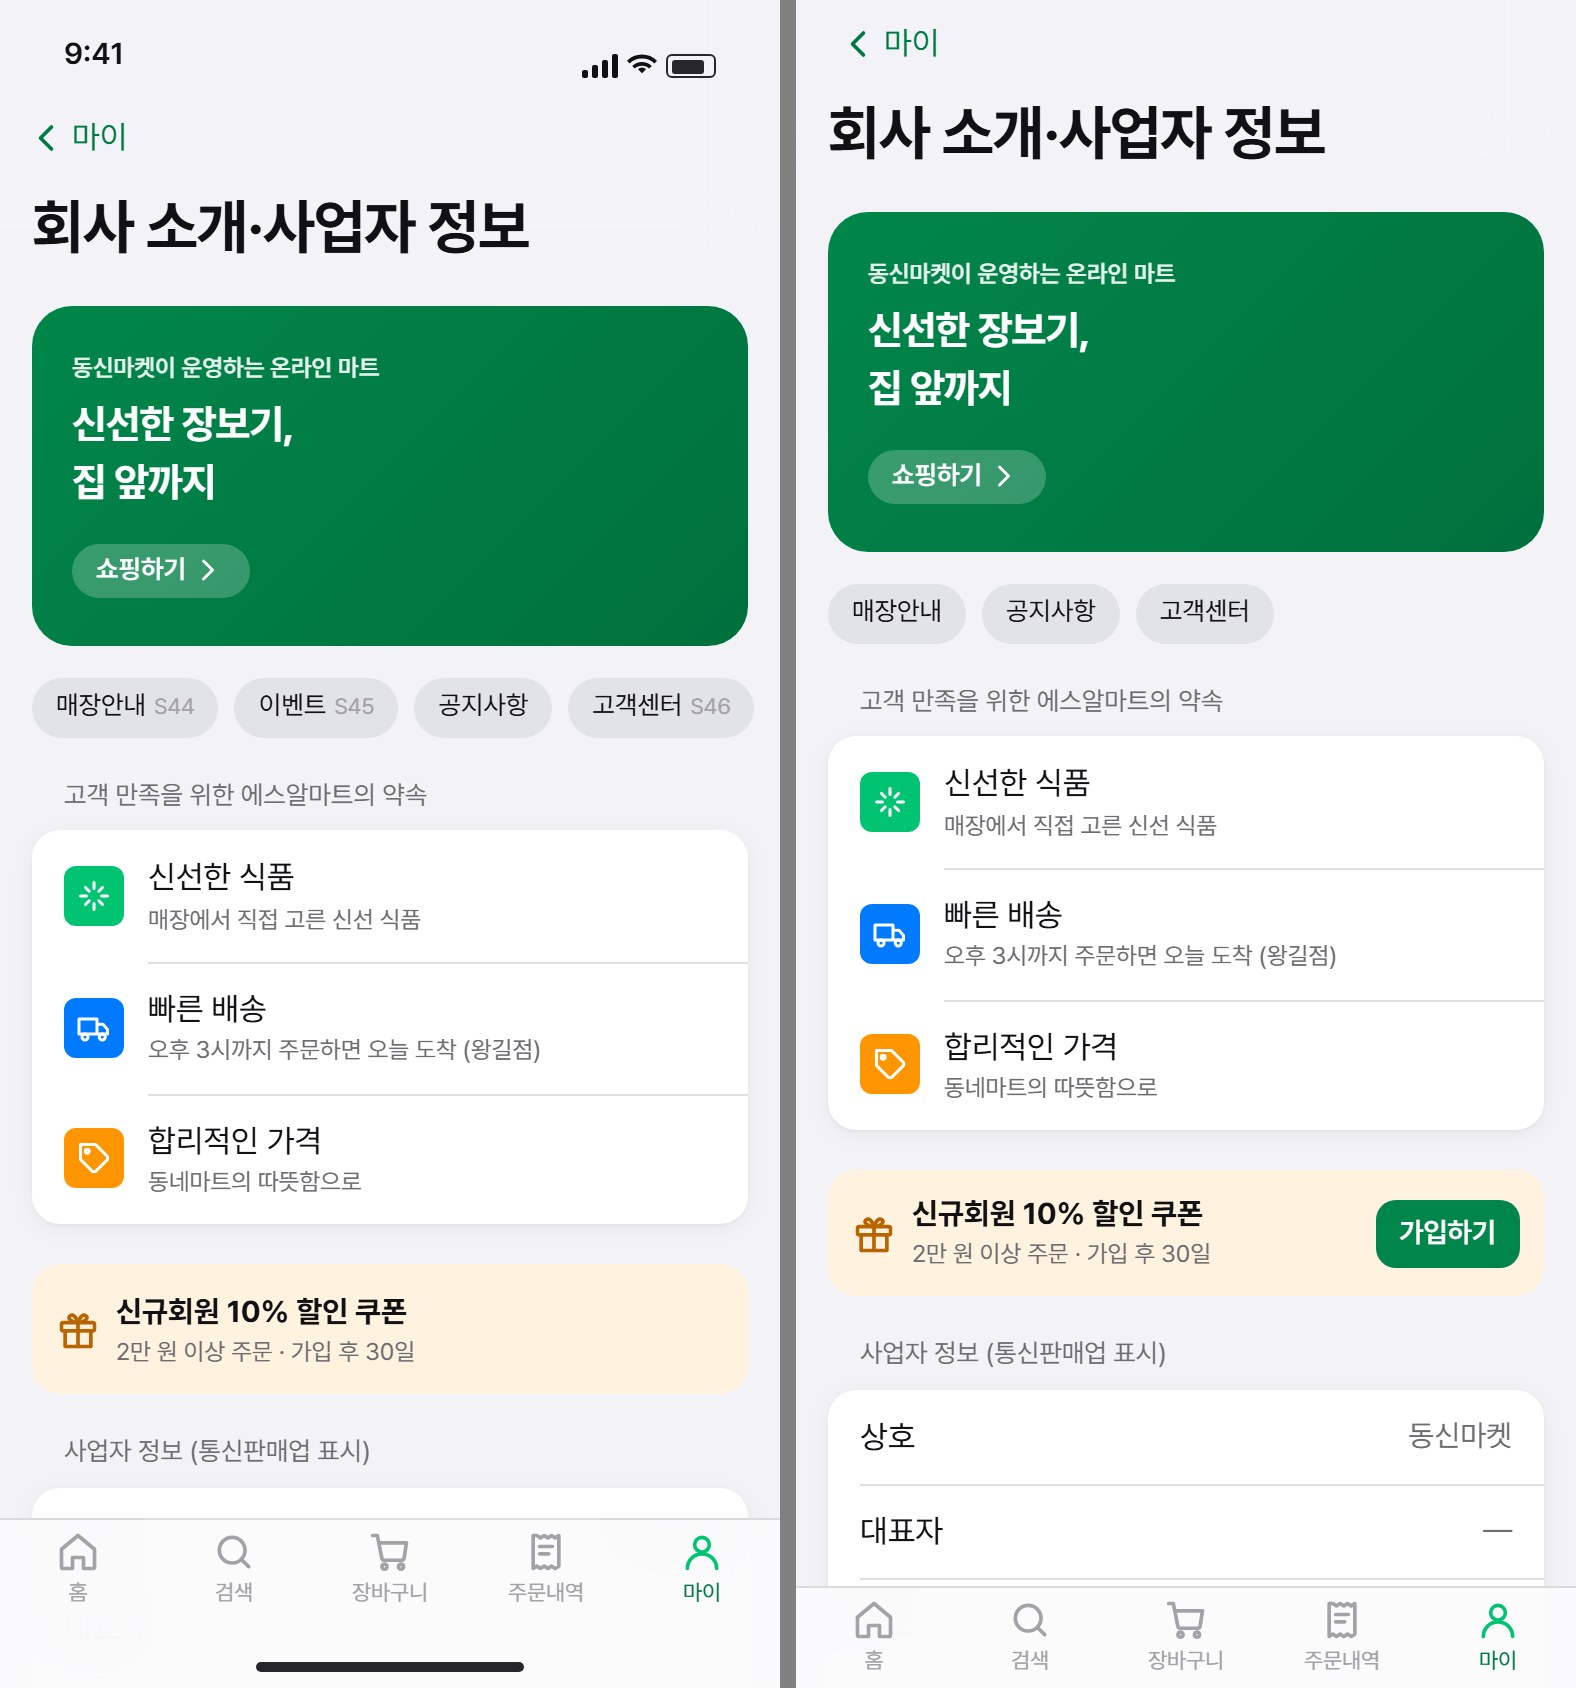 9:41
마이
회사 소개·사업자 정보
동신마켓이 운영하는 온라인 마트
신선한 장보기,
집 앞까지
쇼핑하기
매장안내 S44 이벤트 S45 공지사항 고객센터 S46
고객 만족을 위한 에스알마트의 약속
신선한 식품
매장에서 직접 고른 신선 식품
빠른 배송
오후 3시까지 주문하면 오늘 도착 (왕길점)
합리적인 가격
동네마트의 따뜻함으로
신규회원 10% 할인 쿠폰
2만 원 이상 주문 · 가입 후 30일
사업자 정보 (통신판매업 표시)
홈 검색 장바구니 주문내역 마이
마이
회사 소개·사업자 정보
동신마켓이 운영하는 온라인 마트
신선한 장보기,
집 앞까지
쇼핑하기
매장안내 공지사항 고객센터
고객 만족을 위한 에스알마트의 약속
신선한 식품
매장에서 직접 고른 신선 식품
빠른 배송
오후 3시까지 주문하면 오늘 도착 (왕길점)
합리적인 가격
동네마트의 따뜻함으로
신규회원 10% 할인 쿠폰
2만 원 이상 주문 · 가입 후 30일
가입하기
사업자 정보 (통신판매업 표시)
상호 동신마켓
대표자 —
홈 검색 장바구니 주문내역 마이